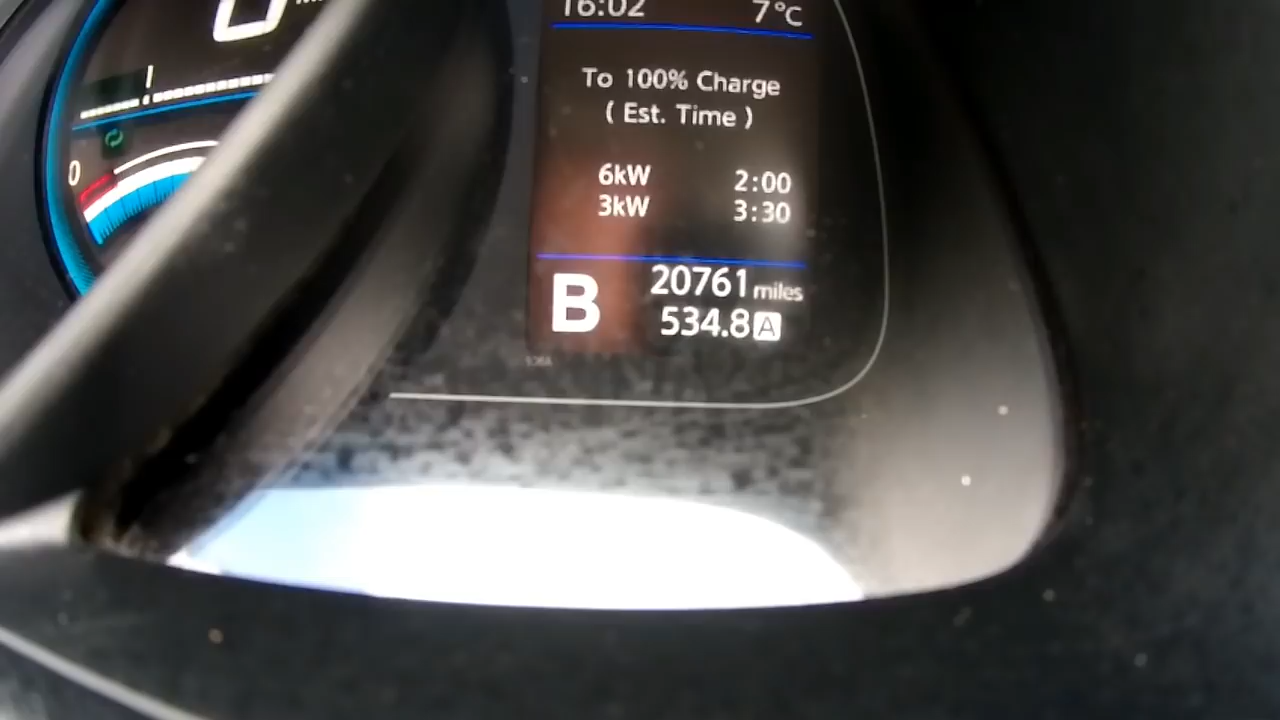 0
16:02 7°C
To 100% Charge
( Est. Time )
0
6kW 2:00
3kW 3:30
B 20761 miles
534.8 A